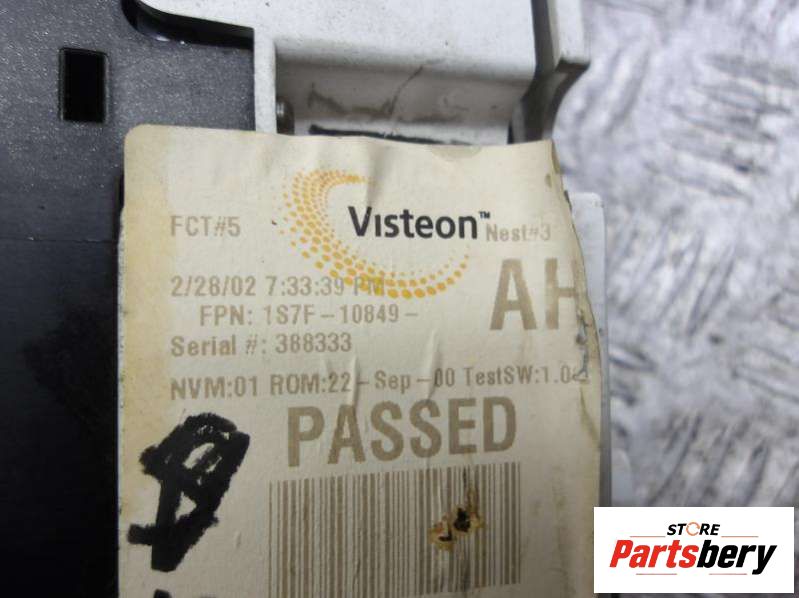 FCT#5 Visteon™ Nest#3
2/28/02 7:33:39 PM
AH
FPN: 1S7F-10849-
Serial #: 388333
NVM:01 ROM:22-Sep-00 TestSW:1.0
PASSED
STORE
Partsbery